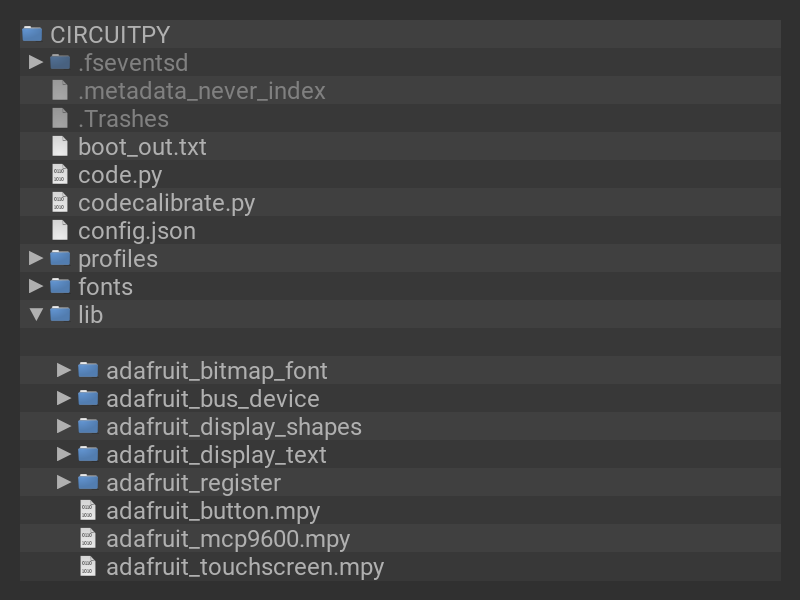 CIRCUITPY
.fseventsd
.metadata_never_index
.Trashes
boot_out.txt
code.py
codecalibrate.py
config.json
profiles
fonts
lib
adafruit_bitmap_font
adafruit_bus_device
adafruit_display_shapes
adafruit_display_text
adafruit_register
adafruit_button.mpy
adafruit_mcp9600.mpy
adafruit_touchscreen.mpy